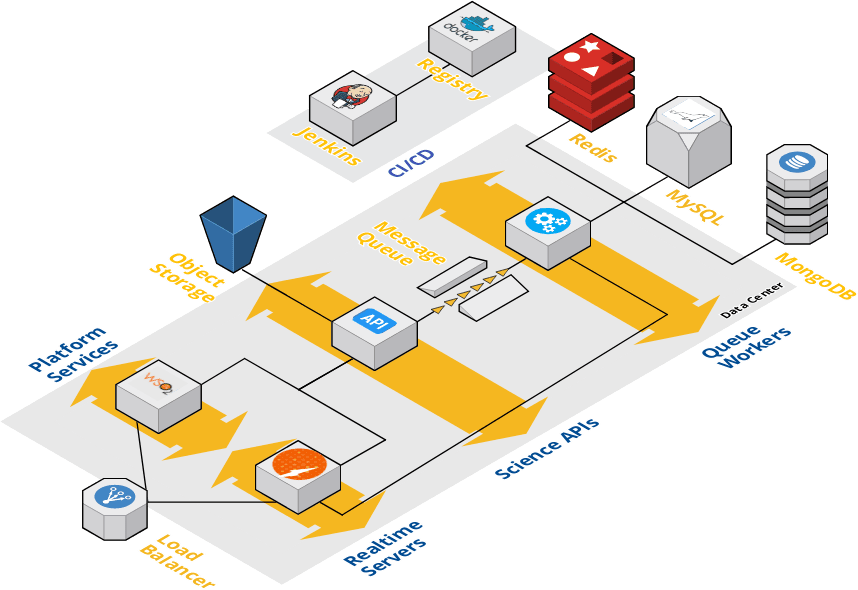 docker
Registry
Jenkins
CI/CD
Redis
MySQL
MongoDB
Message
Queue
Object
Storage
Data Center
Queue
Workers
API
Platform
Services
WSO2
Science APIs
Load
Balancer
Realtime
Servers